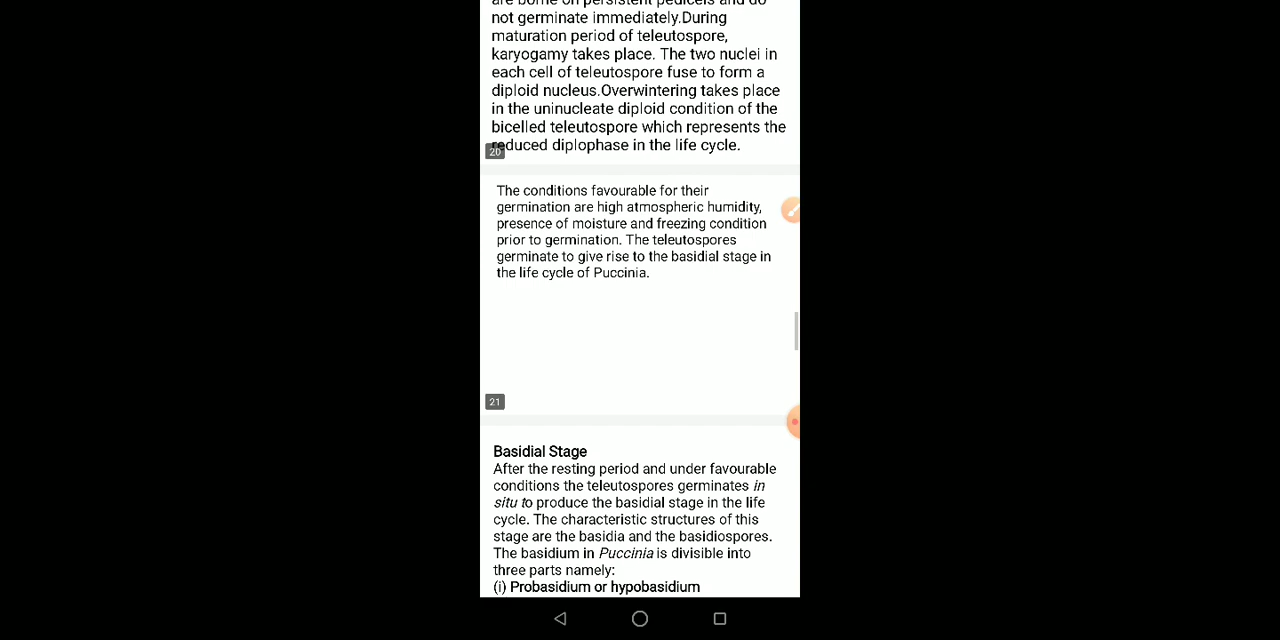 are borne on persistent pedicels and do
not germinate immediately.During
maturation period of teleutospore,
karyogamy takes place. The two nuclei in
each cell of teleutospore fuse to form a
diploid nucleus.Overwintering takes place
in the uninucleate diploid condition of the
bicelled teleutospore which represents the
reduced diplophase in the life cycle.
20
The conditions favourable for their
germination are high atmospheric humidity,
presence of moisture and freezing condition
prior to germination. The teleutospores
germinate to give rise to the basidial stage in
the life cycle of Puccinia.
21
Basidial Stage
After the resting period and under favourable
conditions the teleutospores germinates in
situ to produce the basidial stage in the life
cycle. The characteristic structures of this
stage are the basidia and the basidiospores.
The basidium in Puccinia is divisible into
three parts namely:
(i) Probasidium or hypobasidium